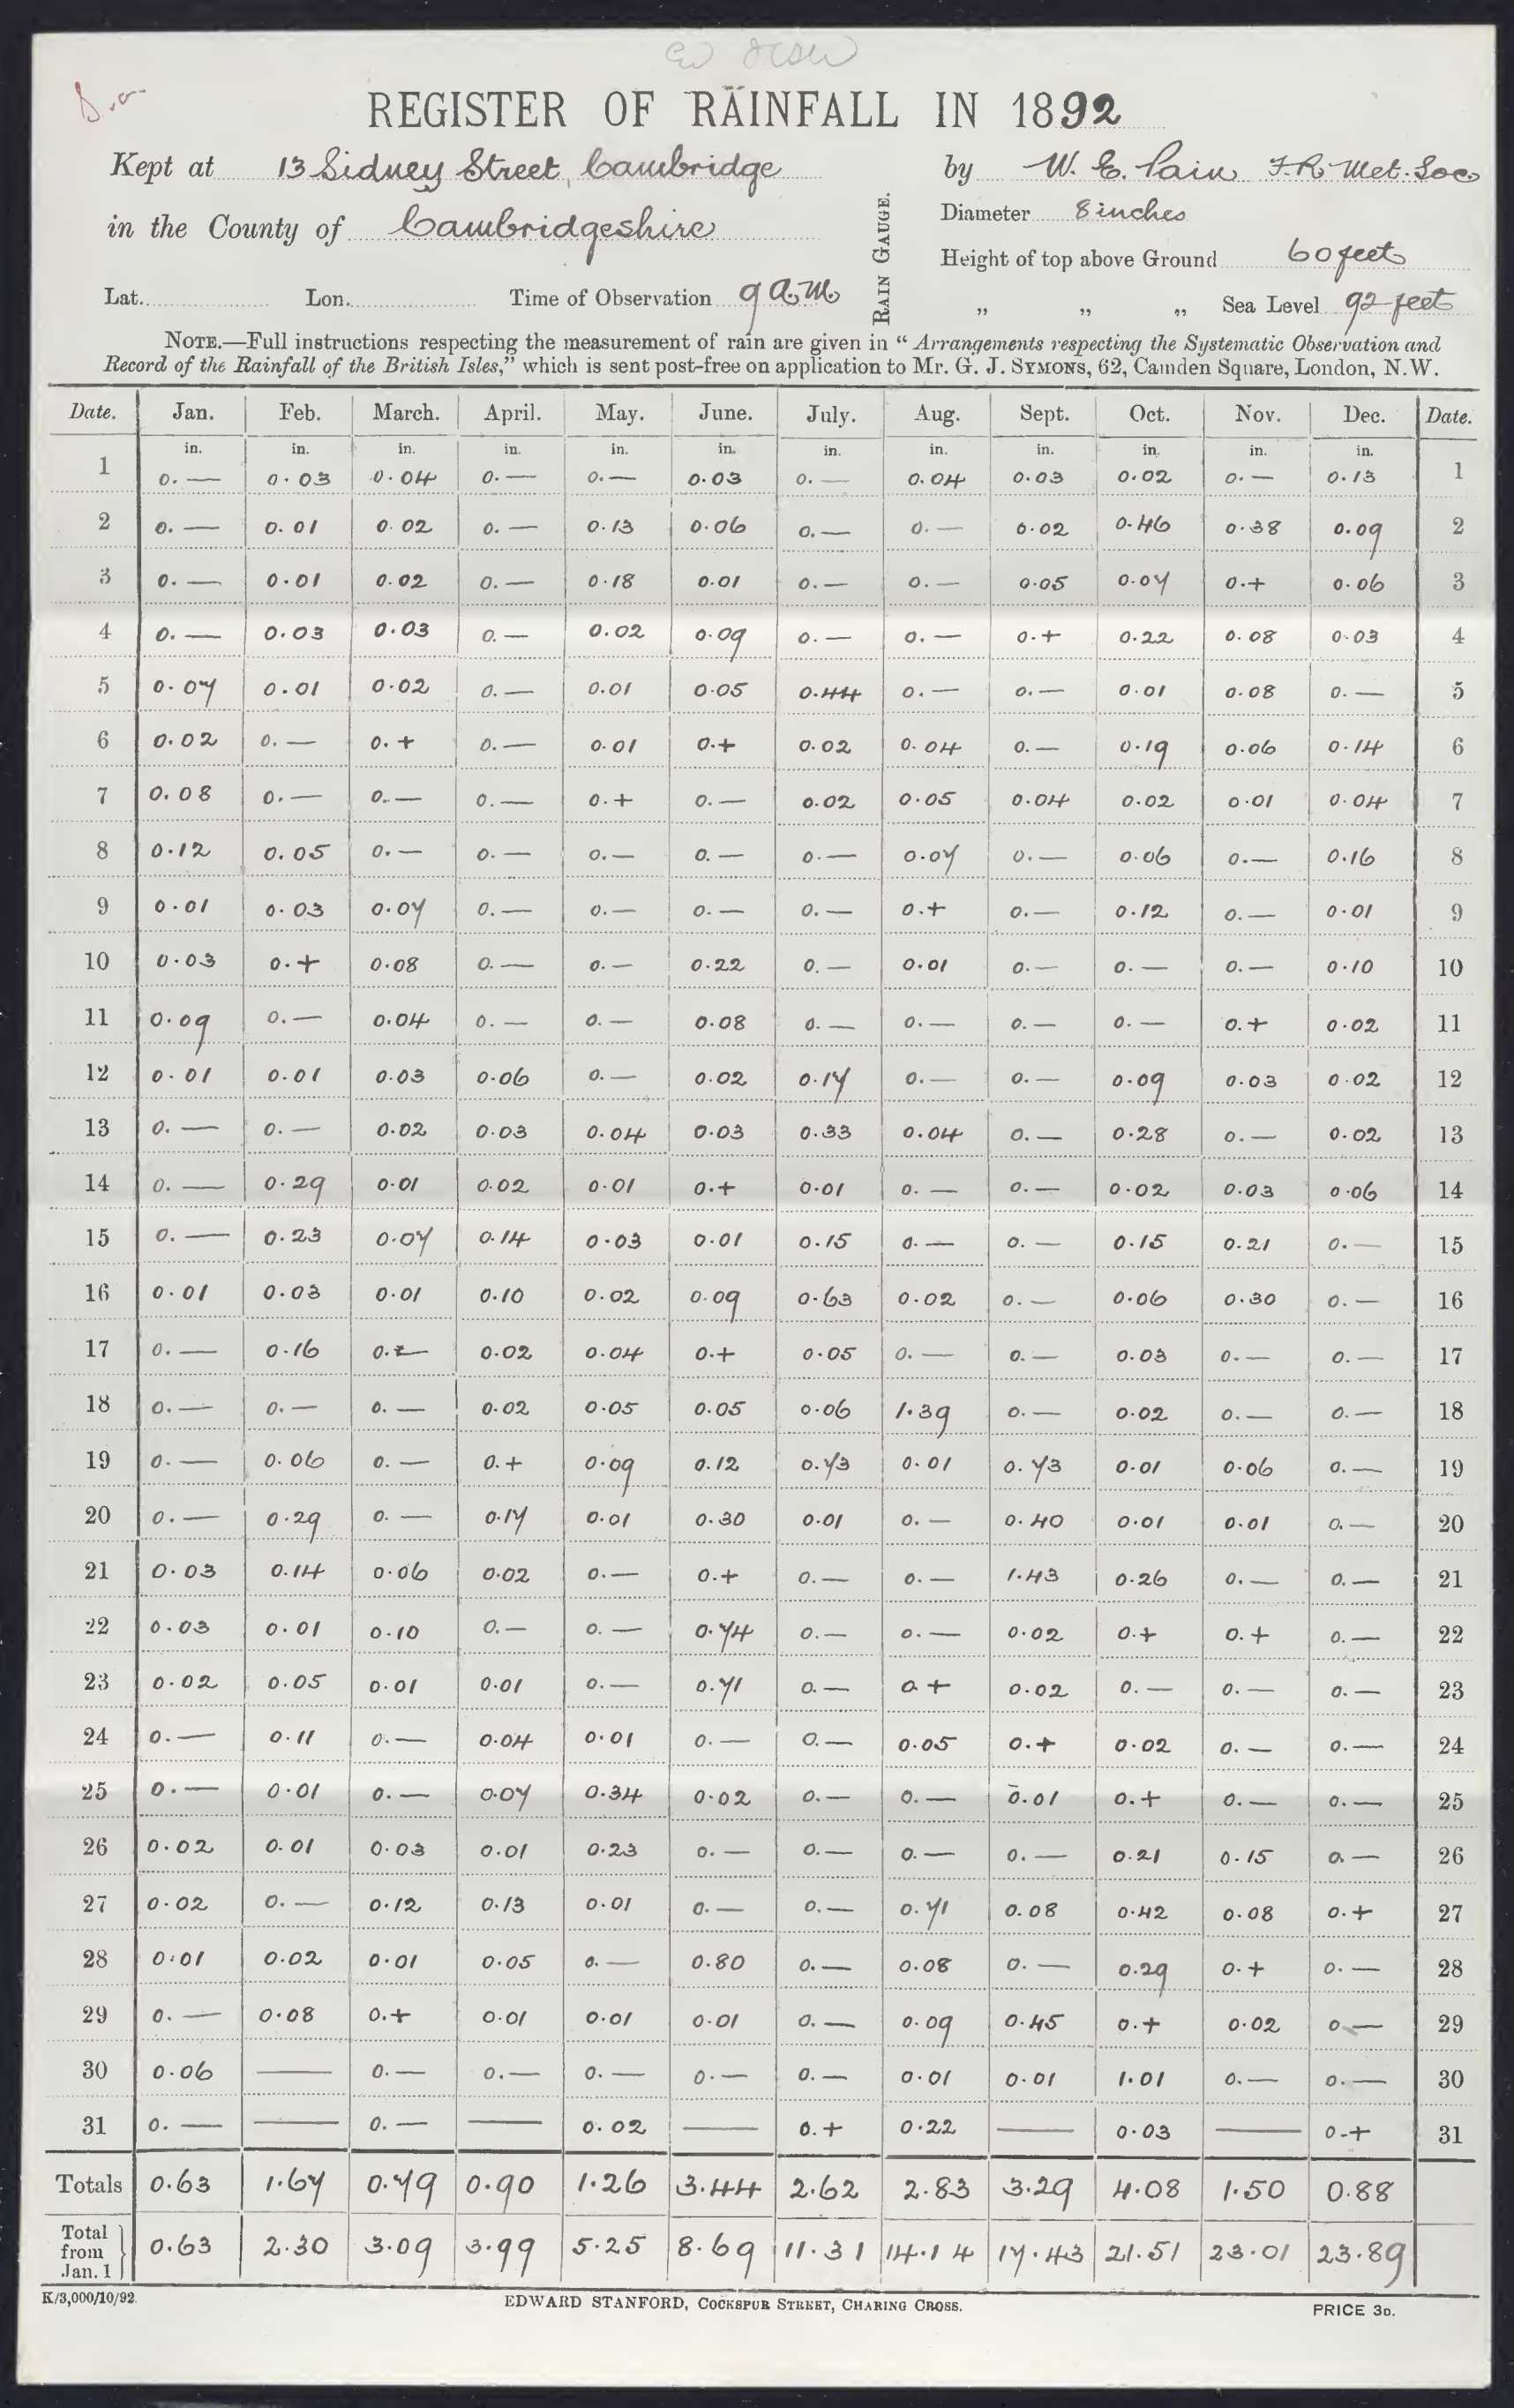 REGISTER OF RAINFALL IN 1892
Kept at 13 Sidney Street, Cambridge by W. E. Pain F.R. Met. Soc
in the County of Cambridgeshire RAIN GAUGE. Diameter 8 inches
Height of top above Ground 60 feet
Lat. Lon. Time of Observation 9 a.m. „ „ „ Sea Level 92 feet
NOTE.—Full instructions respecting the measurement of rain are given in “Arrangements respecting the Systematic Observation and
Record of the Rainfall of the British Isles,” which is sent post-free on application to Mr. G. J. SYMONS, 62, Camden Square, London, N.W.
Date. Jan. Feb. March. April. May. June. July. Aug. Sept. Oct. Nov. Dec. Date.
in. in. in. in. in. in. in. in. in. in. in. in.
1 0.— 0.03 0.04 0.— 0.— 0.03 0.— 0.04 0.03 0.02 0.— 0.13 1
2 0.— 0.01 0.02 0.— 0.13 0.06 0.— 0.— 0.02 0.46 0.38 0.09 2
3 0.— 0.01 0.02 0.— 0.18 0.01 0.— 0.— 0.05 0.07 0.+ 0.06 3
4 0.— 0.03 0.03 0.— 0.02 0.09 0.— 0.— 0.+ 0.22 0.08 0.03 4
5 0.07 0.01 0.02 0.— 0.01 0.05 0.44 0.— 0.— 0.01 0.08 0.— 5
6 0.02 0.— 0.+ 0.— 0.01 0.+ 0.02 0.04 0.— 0.19 0.06 0.14 6
7 0.08 0.— 0.— 0.— 0.+ 0.— 0.02 0.05 0.04 0.02 0.01 0.04 7
8 0.12 0.05 0.— 0.— 0.— 0.— 0.— 0.07 0.— 0.06 0.— 0.16 8
9 0.01 0.03 0.07 0.— 0.— 0.— 0.— 0.+ 0.— 0.12 0.— 0.01 9
10 0.03 0.+ 0.08 0.— 0.— 0.22 0.— 0.01 0.— 0.— 0.— 0.10 10
11 0.09 0.— 0.04 0.— 0.— 0.08 0.— 0.— 0.— 0.— 0.+ 0.02 11
12 0.01 0.01 0.03 0.06 0.— 0.02 0.17 0.— 0.— 0.09 0.03 0.02 12
13 0.— 0.— 0.02 0.03 0.04 0.03 0.33 0.04 0.— 0.28 0.— 0.02 13
14 0.— 0.29 0.01 0.02 0.01 0.+ 0.01 0.— 0.— 0.02 0.03 0.06 14
15 0.— 0.23 0.07 0.14 0.03 0.01 0.15 0.— 0.— 0.15 0.21 0.— 15
16 0.01 0.03 0.01 0.10 0.02 0.09 0.63 0.02 0.— 0.06 0.30 0.— 16
17 0.— 0.16 0.— 0.02 0.04 0.+ 0.05 0.— 0.— 0.03 0.— 0.— 17
18 0.— 0.— 0.— 0.02 0.05 0.05 0.06 1.39 0.— 0.02 0.— 0.— 18
19 0.— 0.06 0.— 0.+ 0.09 0.12 0.73 0.01 0.73 0.01 0.06 0.— 19
20 0.— 0.29 0.— 0.17 0.01 0.30 0.01 0.— 0.40 0.01 0.01 0.— 20
21 0.03 0.14 0.06 0.02 0.— 0.+ 0.— 0.— 1.43 0.26 0.— 0.— 21
22 0.03 0.01 0.10 0.— 0.— 0.74 0.— 0.— 0.02 0.+ 0.+ 0.— 22
23 0.02 0.05 0.01 0.01 0.— 0.71 0.— 0.+ 0.02 0.— 0.— 0.— 23
24 0.— 0.11 0.— 0.04 0.01 0.— 0.— 0.05 0.+ 0.02 0.— 0.— 24
25 0.— 0.01 0.— 0.07 0.34 0.02 0.— 0.— 0.01 0.+ 0.— 0.— 25
26 0.02 0.01 0.03 0.01 0.23 0.— 0.— 0.— 0.— 0.21 0.15 0.— 26
27 0.02 0.— 0.12 0.13 0.01 0.— 0.— 0.71 0.08 0.42 0.08 0.+ 27
28 0.01 0.02 0.01 0.05 0.— 0.80 0.— 0.08 0.— 0.29 0.+ 0.— 28
29 0.— 0.08 0.+ 0.01 0.01 0.01 0.— 0.09 0.45 0.+ 0.02 0.— 29
30 0.06 — 0.— 0.— 0.— 0.— 0.— 0.01 0.01 1.01 0.— 0.— 30
31 0.— — 0.— — 0.02 — 0.+ 0.22 — 0.03 — 0.+ 31
Totals 0.63 1.67 0.79 0.90 1.26 3.44 2.62 2.83 3.29 4.08 1.50 0.88
Total from Jan. 1 0.63 2.30 3.09 3.99 5.25 8.69 11.31 14.14 17.43 21.51 23.01 23.89
K/3,000/10/92. EDWARD STANFORD, COCKSPUR STREET, CHARING CROSS. PRICE 3D.